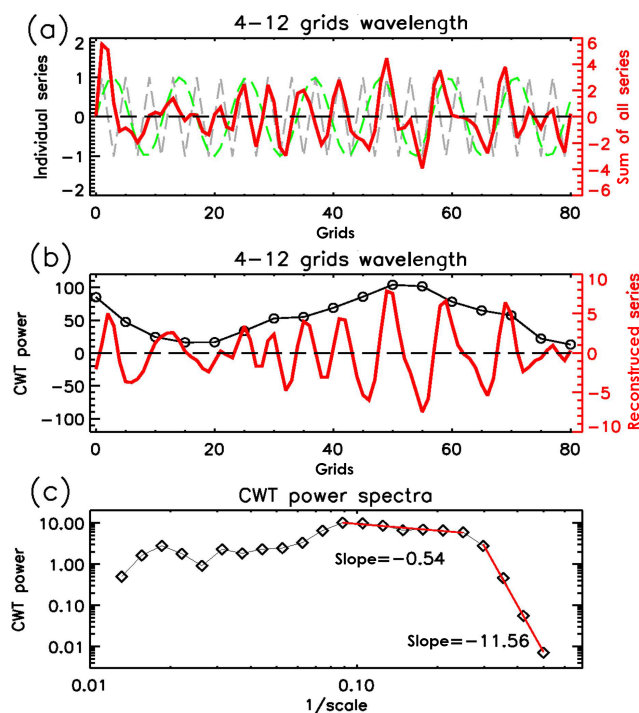 (a)
4-12 grids wavelength
Individual series
2
1
0
-1
-2
6
4
2
0
-2
-4
-6
Sum of all series
0 20 40 60 80
Grids
(b)
4-12 grids wavelength
CWT power
100
50
0
-50
-100
10
5
0
-5
-10
Reconstruced series
0 20 40 60 80
Grids
(c)
CWT power spectra
CWT power
10.00
1.00
0.10
0.01
Slope=-0.54
Slope=-11.56
0.01 0.10
1/scale